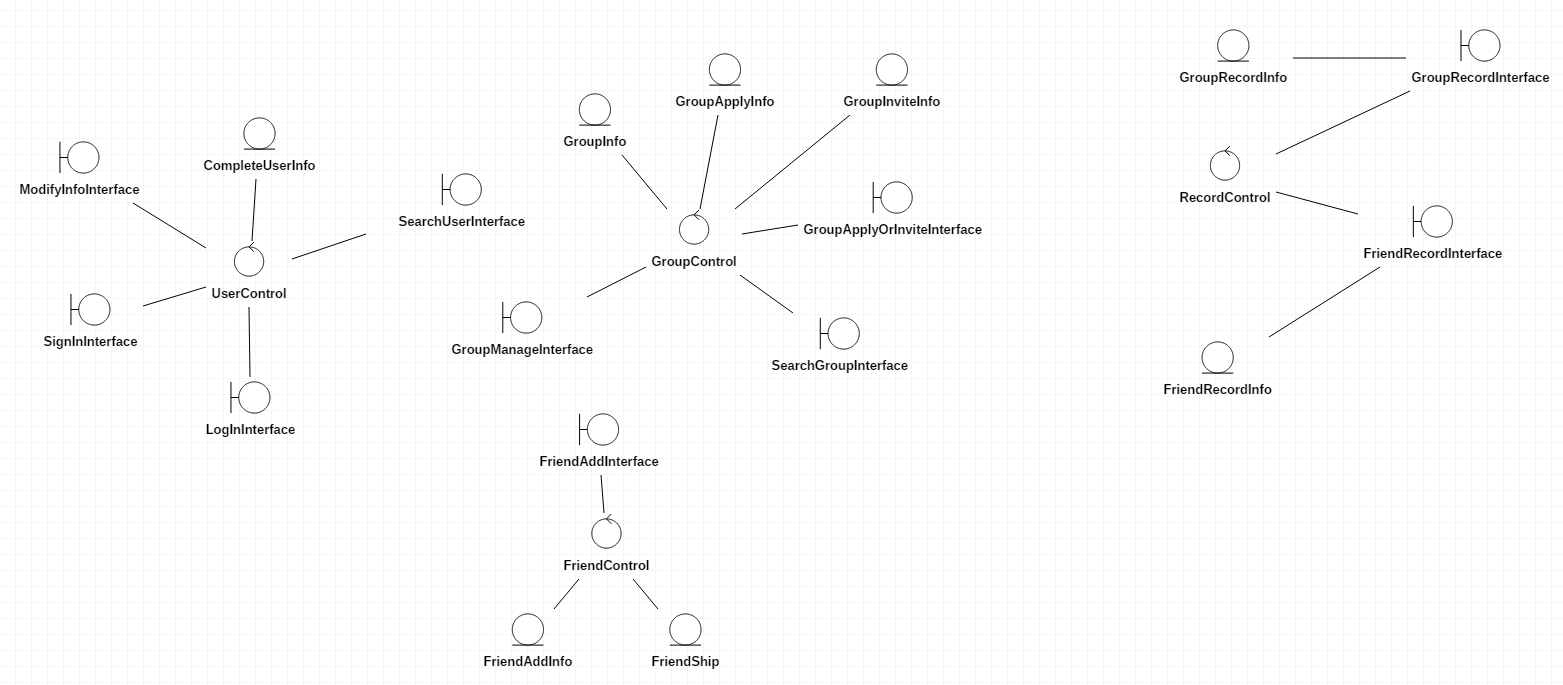 GroupRecordInfo
GroupRecordInterface
GroupApplyInfo
GroupInviteInfo
GroupInfo
CompleteUserInfo
ModifyInfoInterface
RecordControl
SearchUserInterface
GroupApplyOrInviteInterface
FriendRecordInterface
GroupControl
UserControl
SignInInterface
GroupManageInterface
SearchGroupInterface
FriendRecordInfo
LogInInterface
FriendAddInterface
FriendControl
FriendAddInfo
FriendShip